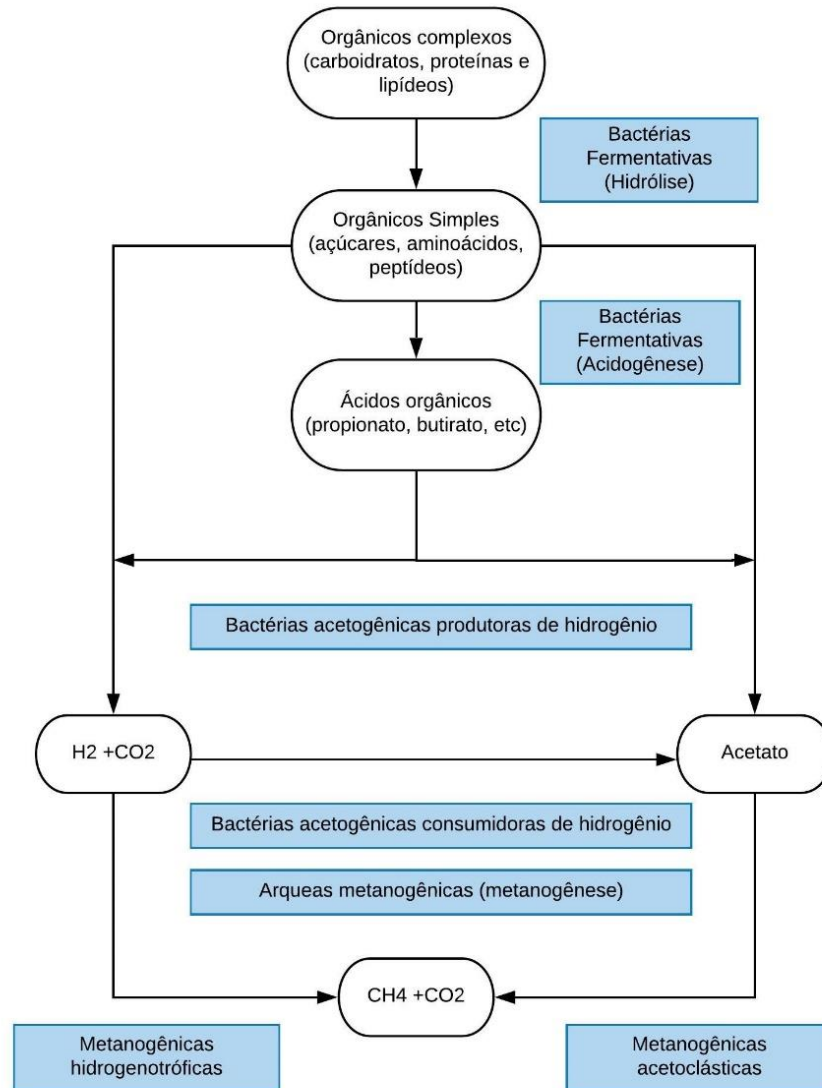 Orgânicos complexos
(carboidratos, proteínas e
lipídeos)
Bactérias
Fermentativas
(Hidrólise)
Orgânicos Simples
(açúcares, aminoácidos,
peptídeos)
Bactérias
Fermentativas
(Acidogênese)
Ácidos orgânicos
(propionato, butirato, etc)
Bactérias acetogênicas produtoras de hidrogênio
H2 +CO2
Acetato
Bactérias acetogênicas consumidoras de hidrogênio
Arqueas metanogênicas (metanogênese)
CH4 +CO2
Metanogênicas
hidrogenotróficas
Metanogênicas
acetoclásticas